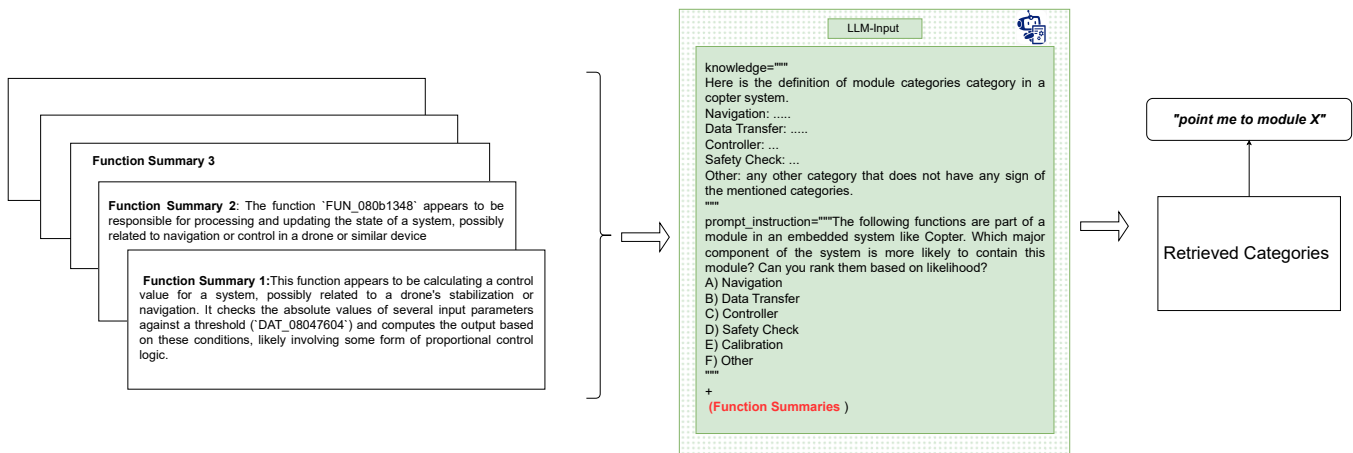 Function Summary 3
Function Summary 2: The function `FUN_080b1348` appears to be
responsible for processing and updating the state of a system, possibly
related to navigation or control in a drone or similar device
Function Summary 1:This function appears to be calculating a control
value for a system, possibly related to a drone's stabilization or
navigation. It checks the absolute values of several input parameters
against a threshold (`DAT_08047604`) and computes the output based
on these conditions, likely involving some form of proportional control
logic.
LLM-Input
knowledge="""
Here is the definition of module categories category in a
copter system.
Navigation: .....
Data Transfer: .....
Controller: ...
Safety Check: ...
Other: any other category that does not have any sign of
the mentioned categories.
"""
prompt_instruction="""The following functions are part of a
module in an embedded system like Copter. Which major
component of the system is more likely to contain this
module? Can you rank them based on likelihood?
A) Navigation
B) Data Transfer
C) Controller
D) Safety Check
E) Calibration
F) Other
"""
+
(Function Summaries )
"point me to module X"
Retrieved Categories